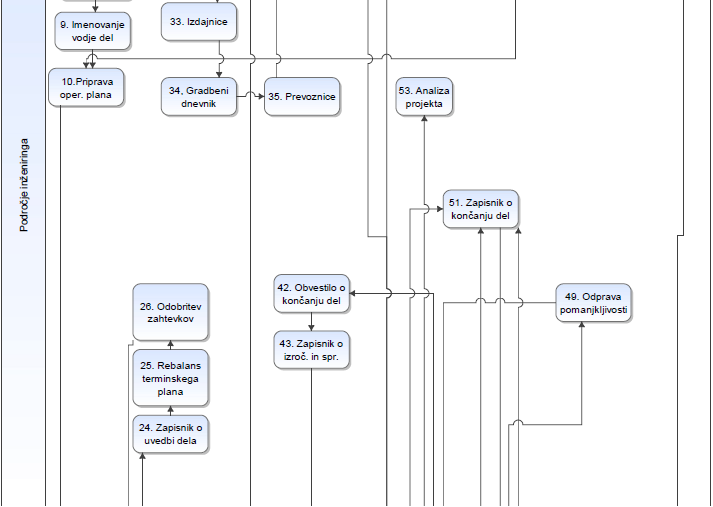 9. Imenovanje
vodje del
33. Izdajnice
10.Priprava
oper. plana
34, Gradbeni
dnevnik
35. Prevoznice
53. Analiza
projekta
Področje inženiringa
51. Zapisnik o
končanju del
42. Obvestilo o
končanju del
49. Odprava
pomanjkljivosti
26. Odobritev
zahtevkov
43. Zapisnik o
izroč. in spr.
25. Rebalans
terminskega
plana
24. Zapisnik o
uvedbi dela